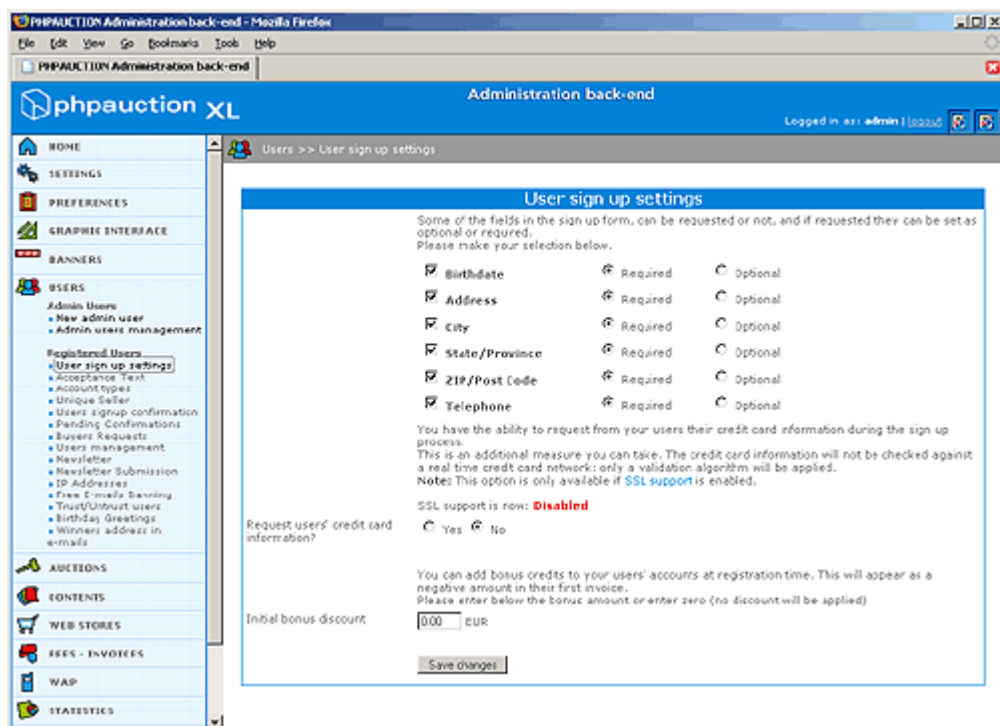 PHPAUCTION Administration back-end - Mozilla Firefox
File Edit View Go Bookmarks Tools Help
PHPAUCTION Administration back-end
phpauction XL
Administration back-end
Logged in as: admin | logout
HOME
SETTINGS
PREFERENCES
GRAPHIC INTERFACE
BANNERS
USERS
Admin Users
New admin user
Admin users management
Registered Users
User sign up settings
Acceptance Text
Account types
Unique Seller
Users signup confirmation
Pending Confirmations
Buyers Requests
Users management
Newsletter
Newsletter Submission
IP Addresses
Free E-mails Banning
Trust/Untrust users
Birthday Greetings
Winners address in
e-mails
AUCTIONS
CONTENTS
WEB STORES
FEES - INVOICES
WAP
STATISTICS
Users >> User sign up settings
User sign up settings
Some of the fields in the sign up form, can be requested or not, and if requested they can be set as
optional or required.
Please make your selection below.
Birthdate Required Optional
Address Required Optional
City Required Optional
State/Province Required Optional
ZIP/Post Code Required Optional
Telephone Required Optional
You have the ability to request from your users their credit card information during the sign up
process.
This is an additional measure you can take. The credit card information will not be checked against
a real time credit card network: only a validation algorithm will be applied.
Note: This option is only available if SSL support is enabled.
SSL support is now: Disabled
Request users' credit card
information?
Yes No
You can add bonus credits to your users' accounts at registration time. This will appear as a
negative amount in their first invoice.
Please enter below the bonus amount or enter zero (no discount will be applied)
Initial bonus discount 0.00 EUR
Save changes